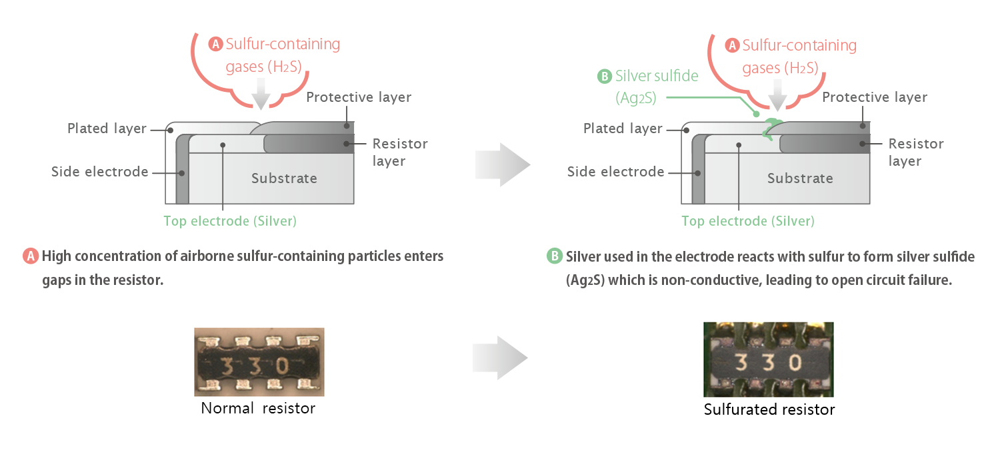 A Sulfur-containing
gases (H2S)
Protective layer
Plated layer
Resistor
layer
Side electrode
Substrate
Top electrode (Silver)
A Sulfur-containing
gases (H2S)
B Silver sulfide
(Ag2S)
Protective layer
Plated layer
Resistor
layer
Side electrode
Substrate
Top electrode (Silver)
A High concentration of airborne sulfur-containing particles enters
gaps in the resistor.
B Silver used in the electrode reacts with sulfur to form silver sulfide
(Ag2S) which is non-conductive, leading to open circuit failure.
330
Normal resistor
330
Sulfurated resistor